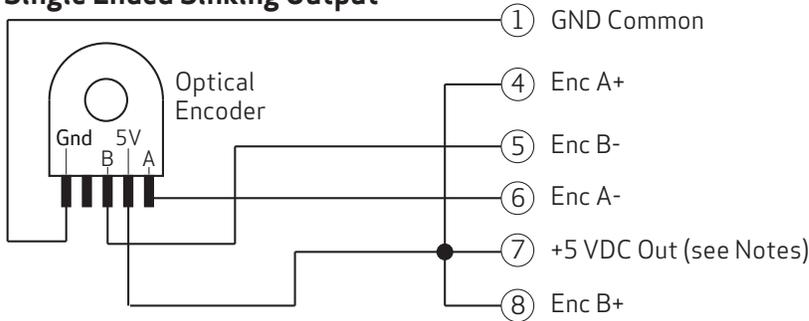 Single Ended Sinking Output
1 GND Common
4 Enc A+
Optical
Encoder
Gnd 5V
B A
5 Enc B-
6 Enc A-
7 +5 VDC Out (see Notes)
8 Enc B+